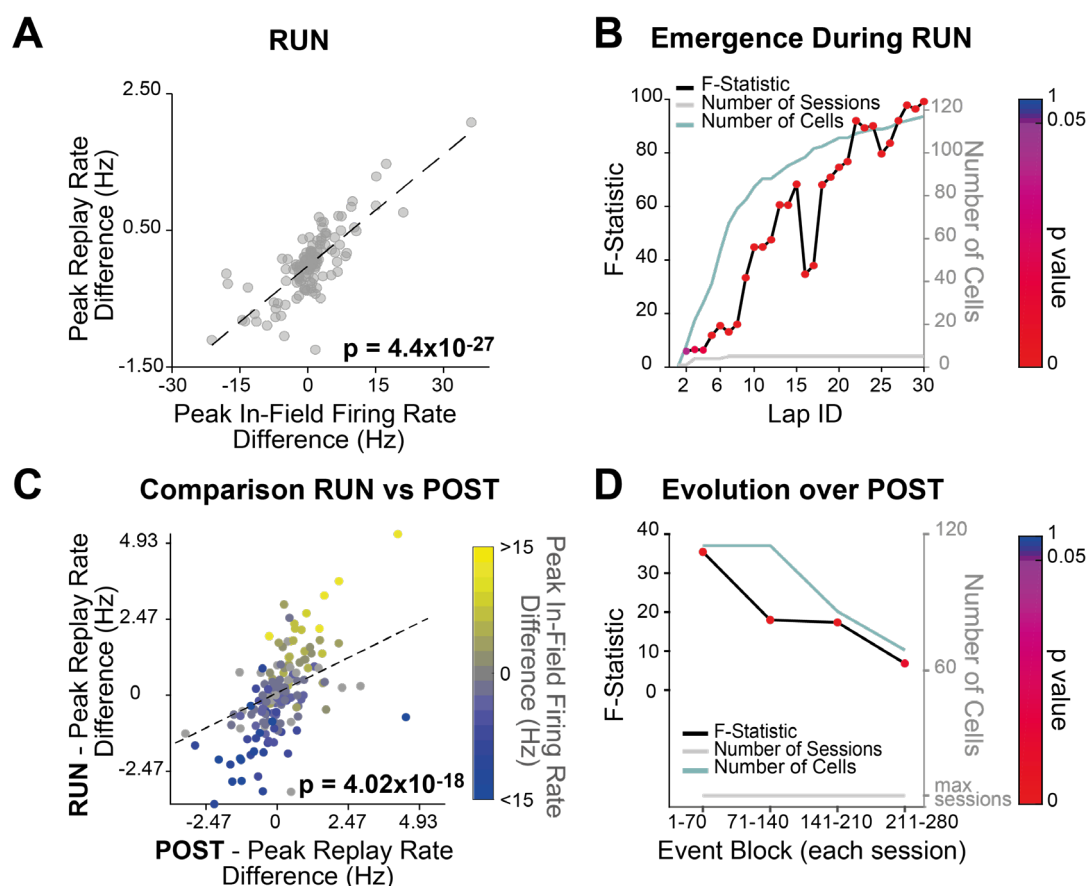 A
RUN
2.50
0.50
-1.50
Peak Replay Rate
Difference (Hz)
p = 4.4x10-27
-30
-15
0
15
30
Peak In-Field Firing Rate
Difference (Hz)
B
Emergence During RUN
F-Statistic
Number of Sessions
Number of Cells
100
80
60
40
20
0
F-Statistic
120
100
80
60
40
20
0
Number of Cells
2
6
10
15
20
25
30
Lap ID
1
0.05
0
p value
C
Comparison RUN vs POST
4.93
2.47
0
-2.47
RUN - Peak Replay Rate
Difference (Hz)
p = 4.02x10-18
-2.47
0
2.47
4.93
POST - Peak Replay Rate
Difference (Hz)
>15
0
<15
Peak In-Field Firing Rate
Difference (Hz)
D
Evolution over POST
40
30
20
10
0
F-Statistic
F-Statistic
Number of Sessions
Number of Cells
120
60
max
sessions
Number of Cells
1-70
71-140
141-210
211-280
Event Block (each session)
1
0.05
0
p value